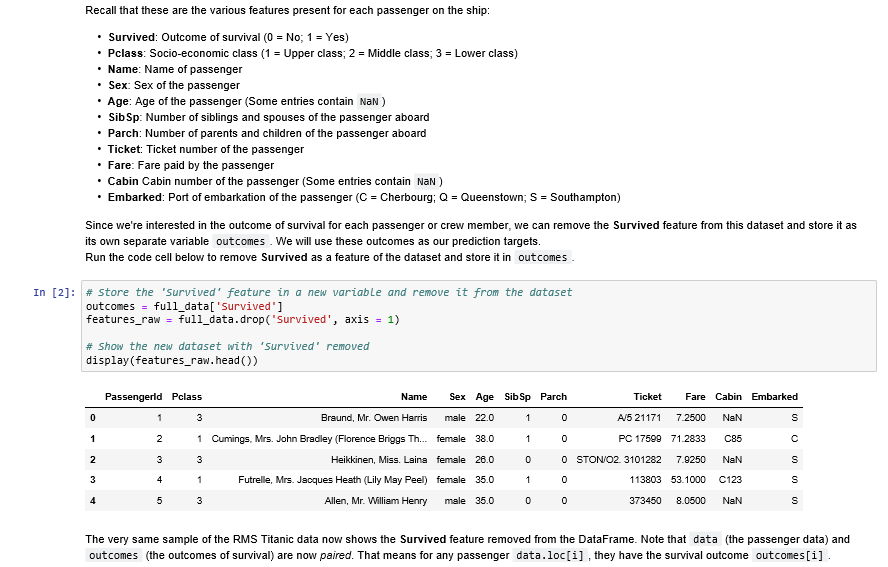 Recall that these are the various features present for each passenger on the ship:
• Survived: Outcome of survival (0 = No; 1 = Yes)
• Pclass: Socio-economic class (1 = Upper class; 2 = Middle class; 3 = Lower class)
• Name: Name of passenger
• Sex: Sex of the passenger
• Age: Age of the passenger (Some entries contain NaN )
• SibSp: Number of siblings and spouses of the passenger aboard
• Parch: Number of parents and children of the passenger aboard
• Ticket: Ticket number of the passenger
• Fare: Fare paid by the passenger
• Cabin Cabin number of the passenger (Some entries contain NaN )
• Embarked: Port of embarkation of the passenger (C = Cherbourg; Q = Queenstown; S = Southampton)
Since we're interested in the outcome of survival for each passenger or crew member, we can remove the Survived feature from this dataset and store it as
its own separate variable outcomes . We will use these outcomes as our prediction targets.
Run the code cell below to remove Survived as a feature of the dataset and store it in outcomes .
In [2]: # Store the 'Survived' feature in a new variable and remove it from the dataset
outcomes = full_data['Survived']
features_raw = full_data.drop('Survived', axis = 1)
# Show the new dataset with 'Survived' removed
display(features_raw.head())
PassengerId Pclass Name Sex Age SibSp Parch Ticket Fare Cabin Embarked
0 1 3 Braund, Mr. Owen Harris male 22.0 1 0 A/5 21171 7.2500 NaN S
1 2 1 Cumings, Mrs. John Bradley (Florence Briggs Th... female 38.0 1 0 PC 17599 71.2833 C85 C
2 3 3 Heikkinen, Miss. Laina female 26.0 0 0 STON/O2. 3101282 7.9250 NaN S
3 4 1 Futrelle, Mrs. Jacques Heath (Lily May Peel) female 35.0 1 0 113803 53.1000 C123 S
4 5 3 Allen, Mr. William Henry male 35.0 0 0 373450 8.0500 NaN S
The very same sample of the RMS Titanic data now shows the Survived feature removed from the DataFrame. Note that data (the passenger data) and
outcomes (the outcomes of survival) are now paired. That means for any passenger data.loc[i] , they have the survival outcome outcomes[i] .